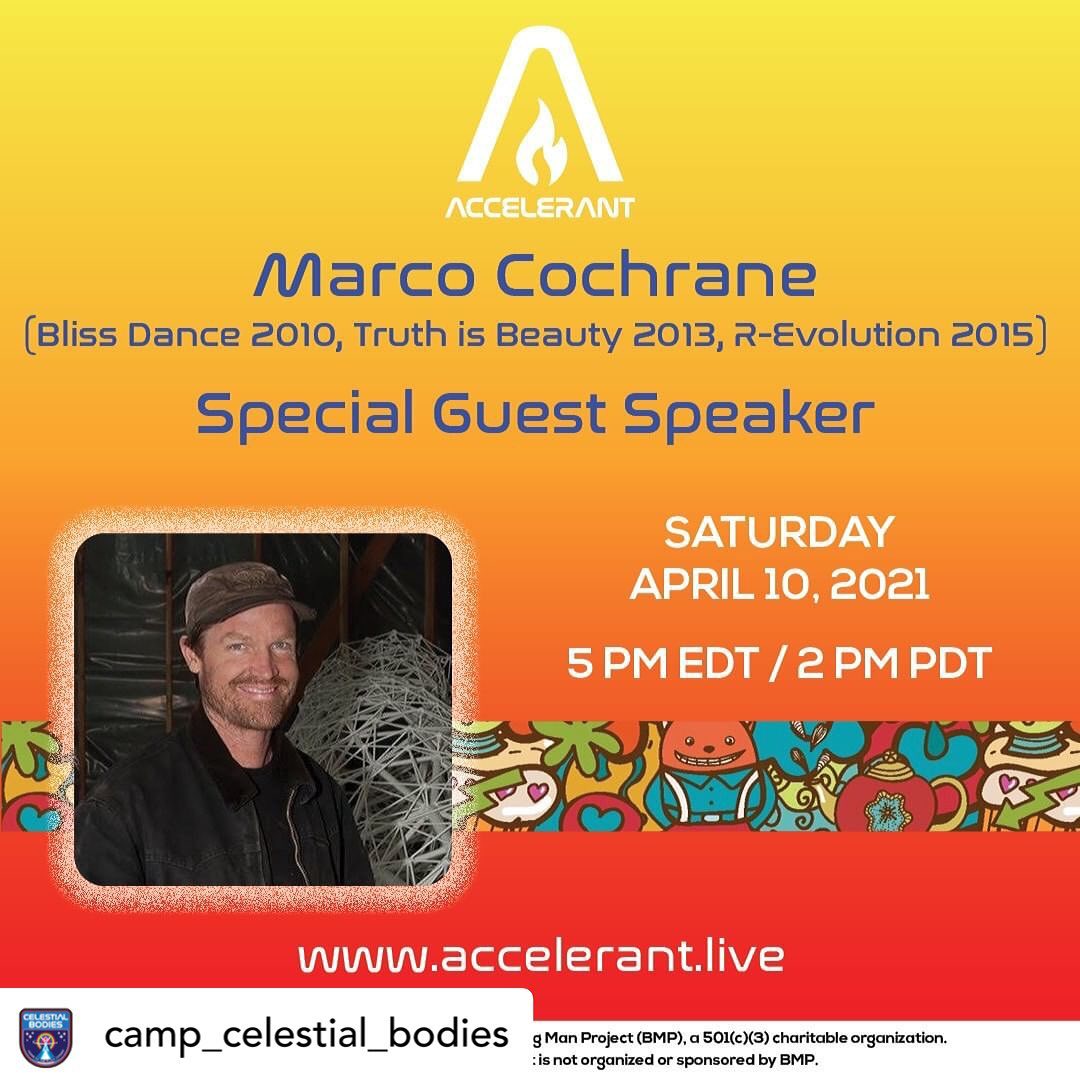 ACCELERANT
Marco Cochrane
(Bliss Dance 2010, Truth is Beauty 2013, R-Evolution 2015)
Special Guest Speaker
SATURDAY
APRIL 10, 2021
5 PM EDT / 2 PM PDT
www.accelerant.live
CELESTIAL
BODIES
camp_celestial_bodies
g Man Project (BMP), a 501(c)(3) charitable organization.
is not organized or sponsored by BMP.